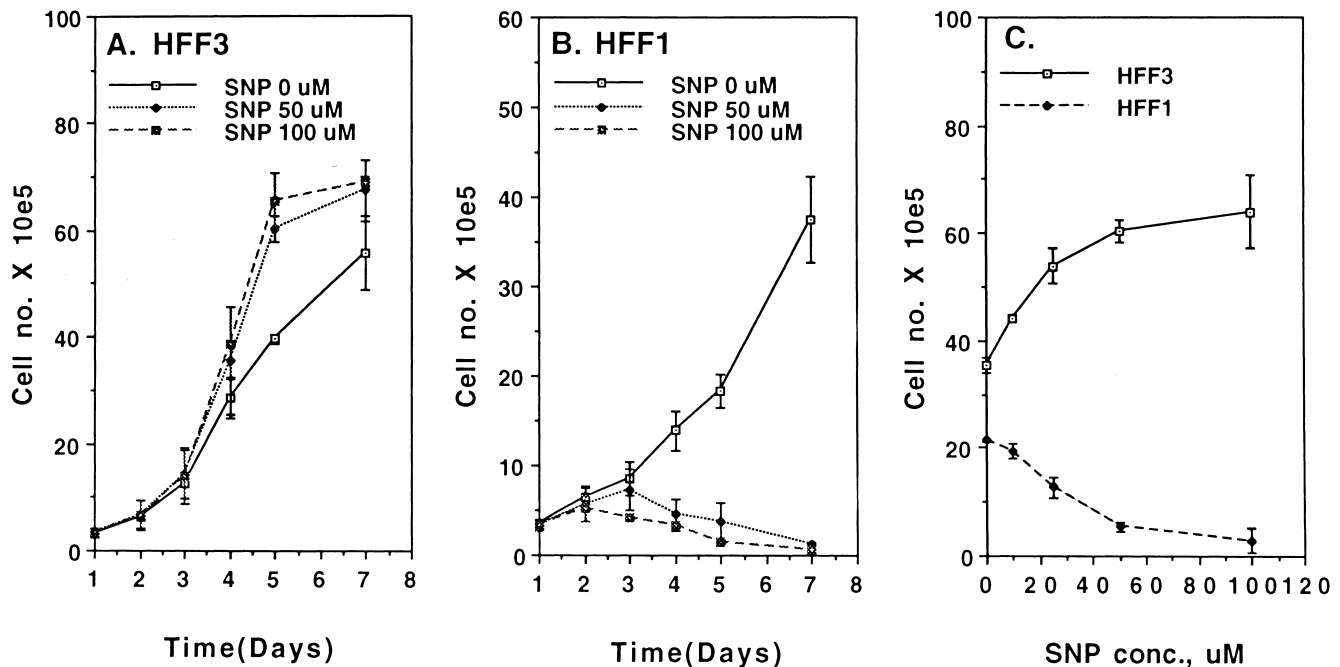 A. HFF3
SNP 0 uM
SNP 50 uM
SNP 100 uM
Cell no. X 10e5
100
80
60
40
20
0
1 2 3 4 5 6 7 8
Time(Days)
B. HFF1
SNP 0 uM
SNP 50 uM
SNP 100 uM
Cell no. X 10e5
60
50
40
30
20
10
0
1 2 3 4 5 6 7 8
Time(Days)
C.
HFF3
HFF1
Cell no. X 10e5
100
80
60
40
20
0
0 20 40 60 80 100 120
SNP conc., uM